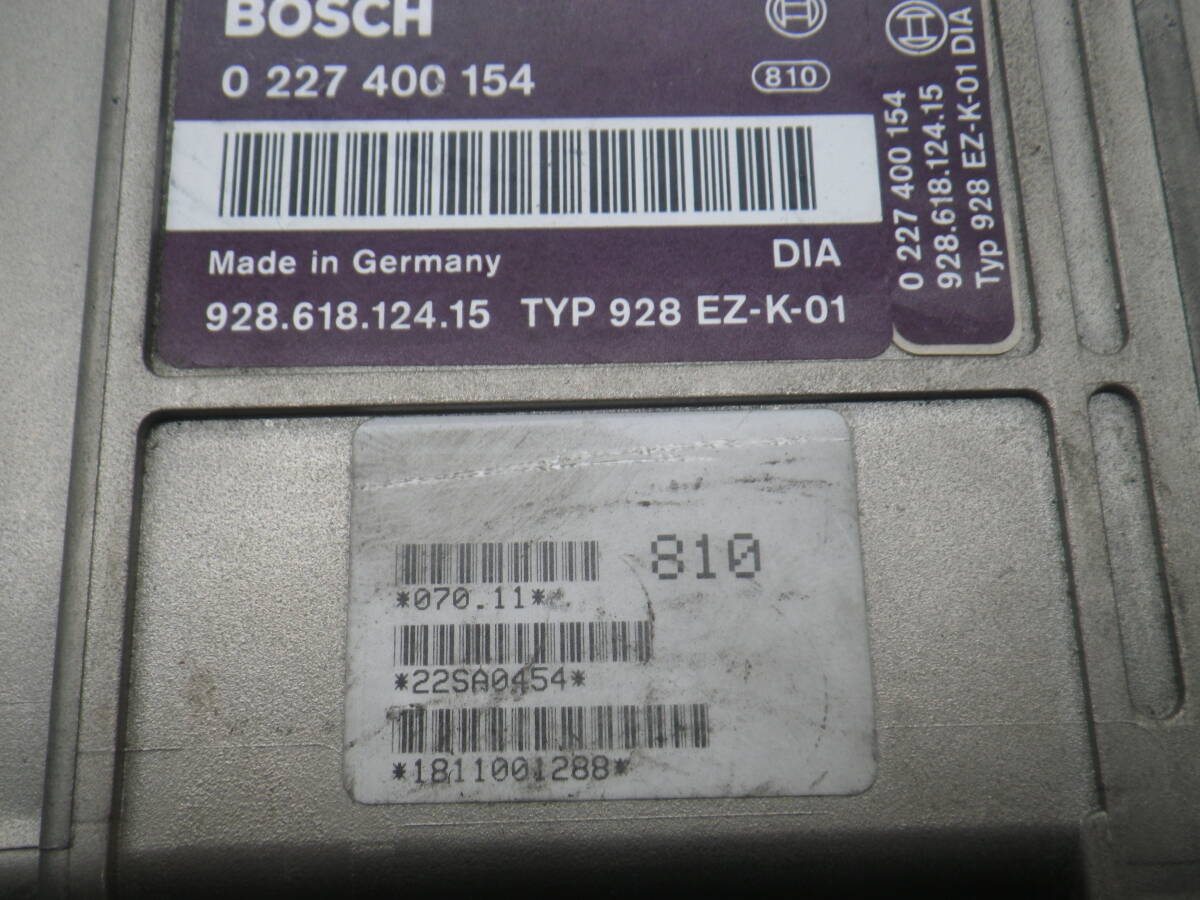 BOSCH
0 227 400 154
810
Made in Germany
DIA
928.618.124.15 TYP 928 EZ-K-01
0 227 400 154
928.618.124.15
Typ 928 EZ-K-01 DIA
810
*070.11*
*22SA0454*
*1811001288*